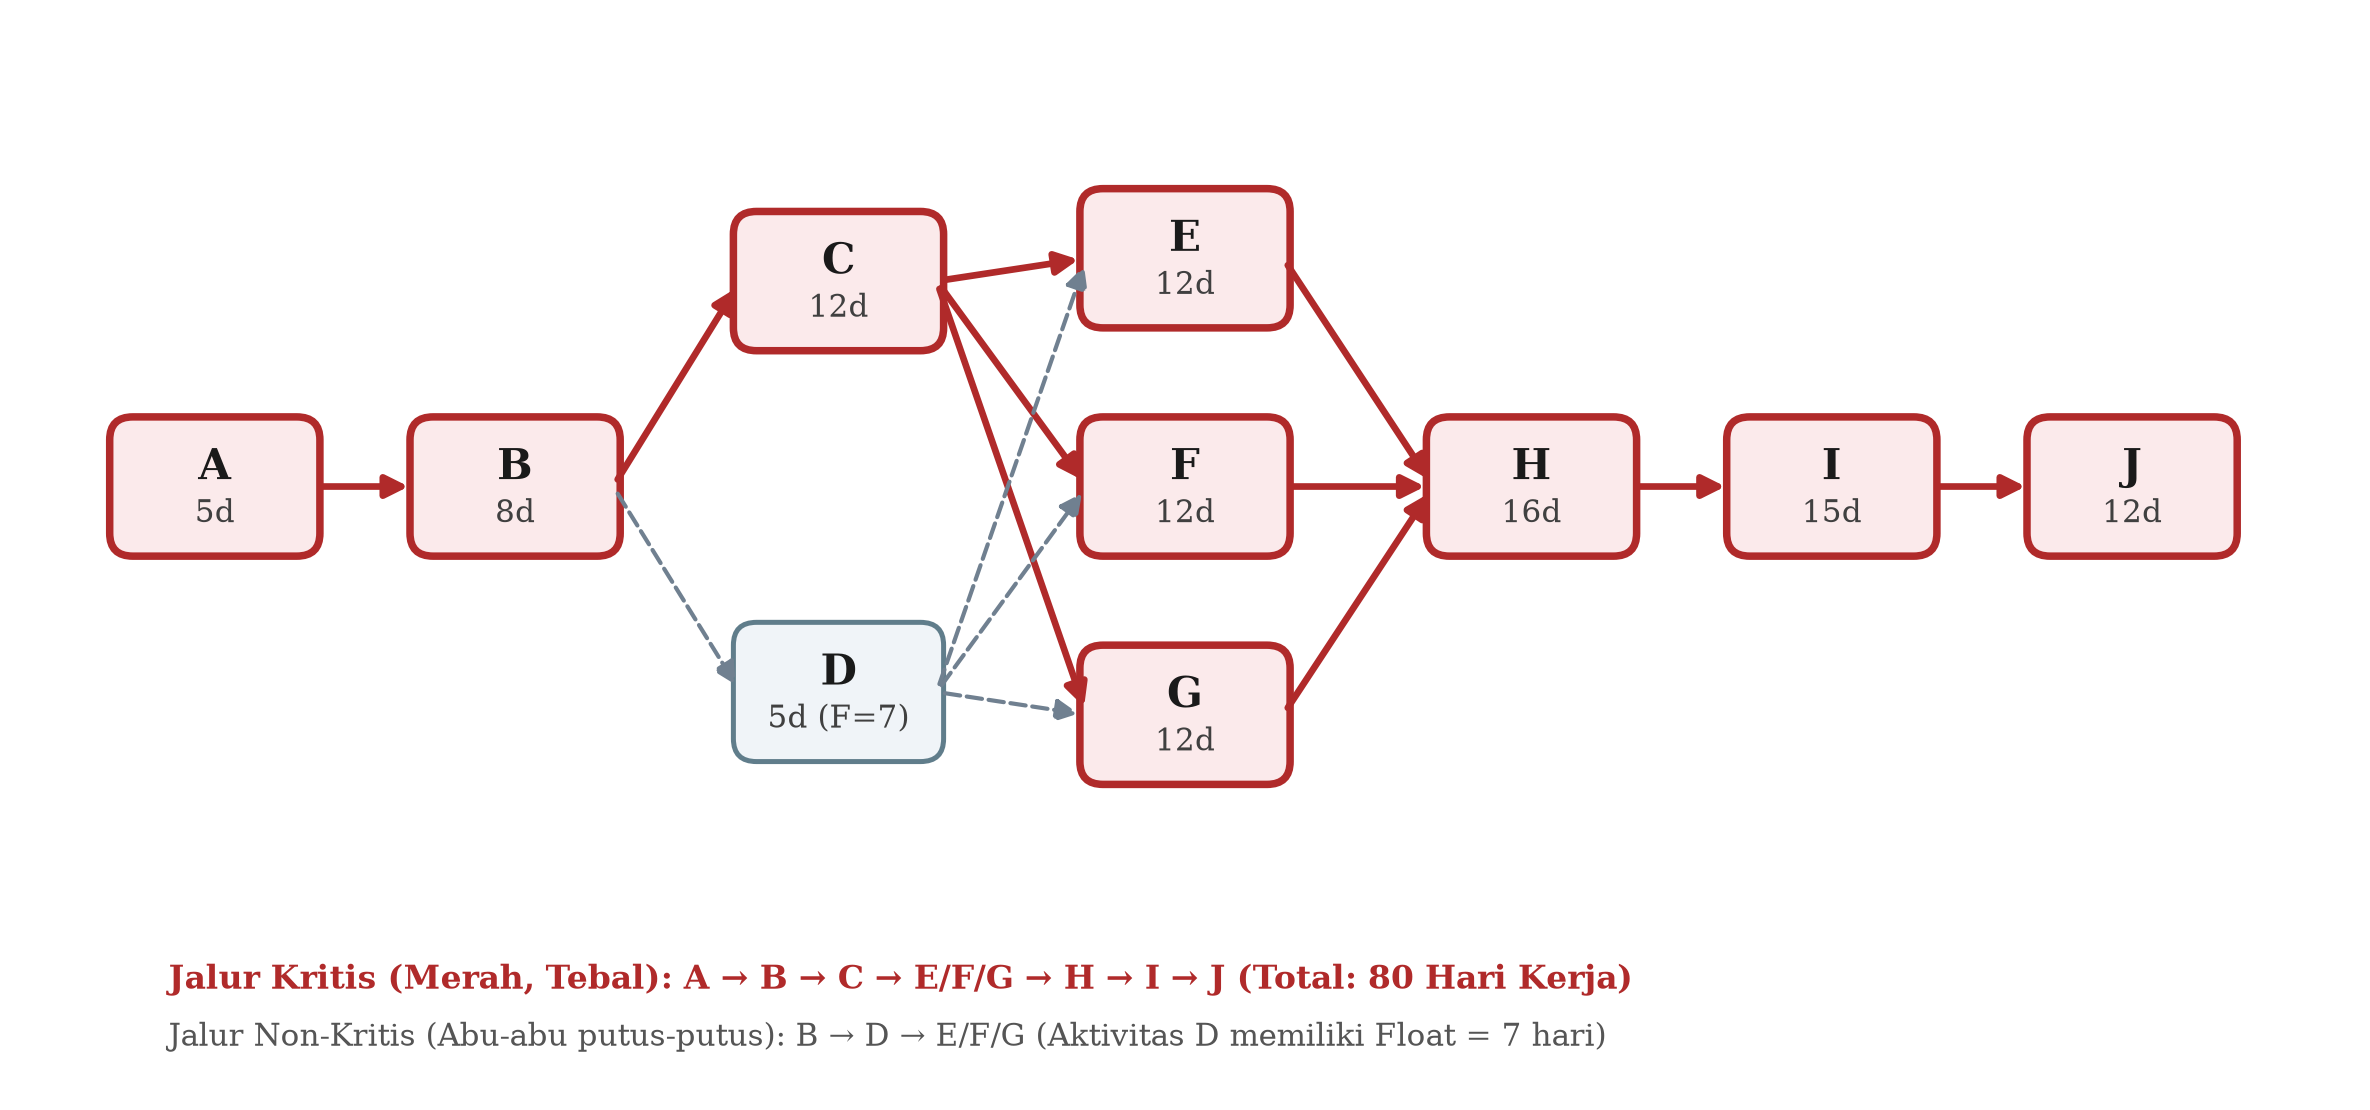 A
5d
B
8d
C
12d
D
5d (F=7)
E
12d
F
12d
G
12d
H
16d
I
15d
J
12d
Jalur Kritis (Merah, Tebal): A → B → C → E/F/G → H → I → J (Total: 80 Hari Kerja)
Jalur Non-Kritis (Abu-abu putus-putus): B → D → E/F/G (Aktivitas D memiliki Float = 7 hari)